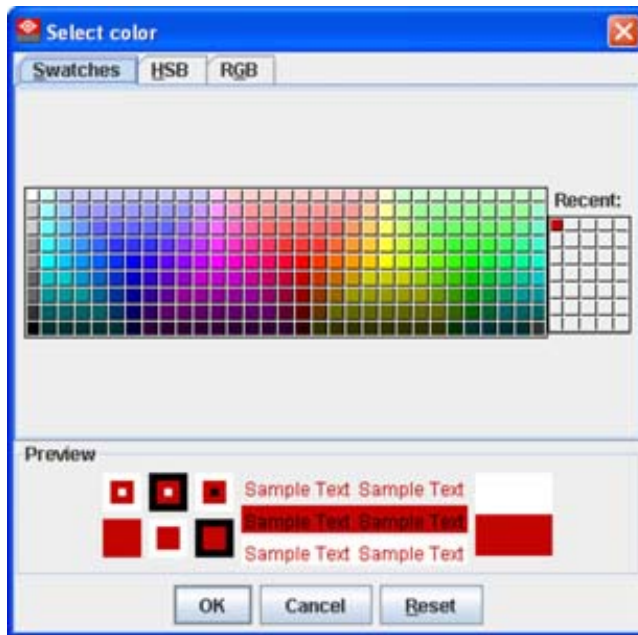 Select color
Swatches HSB RGB
Recent:
Preview
Sample Text Sample Text
Sample Text Sample Text
Sample Text Sample Text
OK Cancel Reset